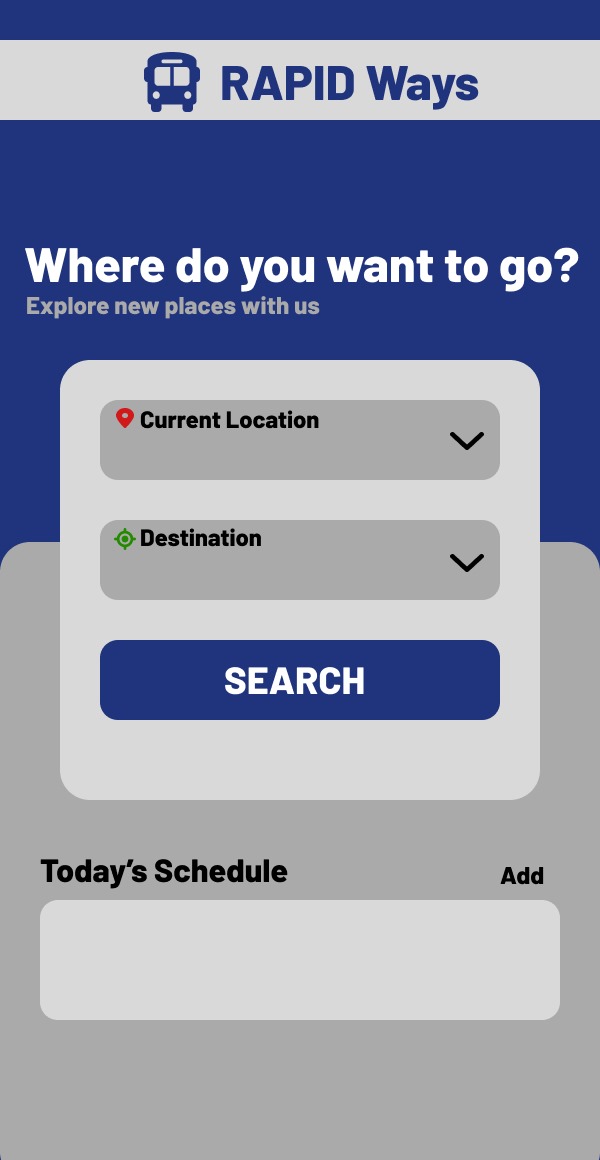 RAPID Ways
Where do you want to go?
Explore new places with us
Current Location
Destination
SEARCH
Today’s Schedule
Add